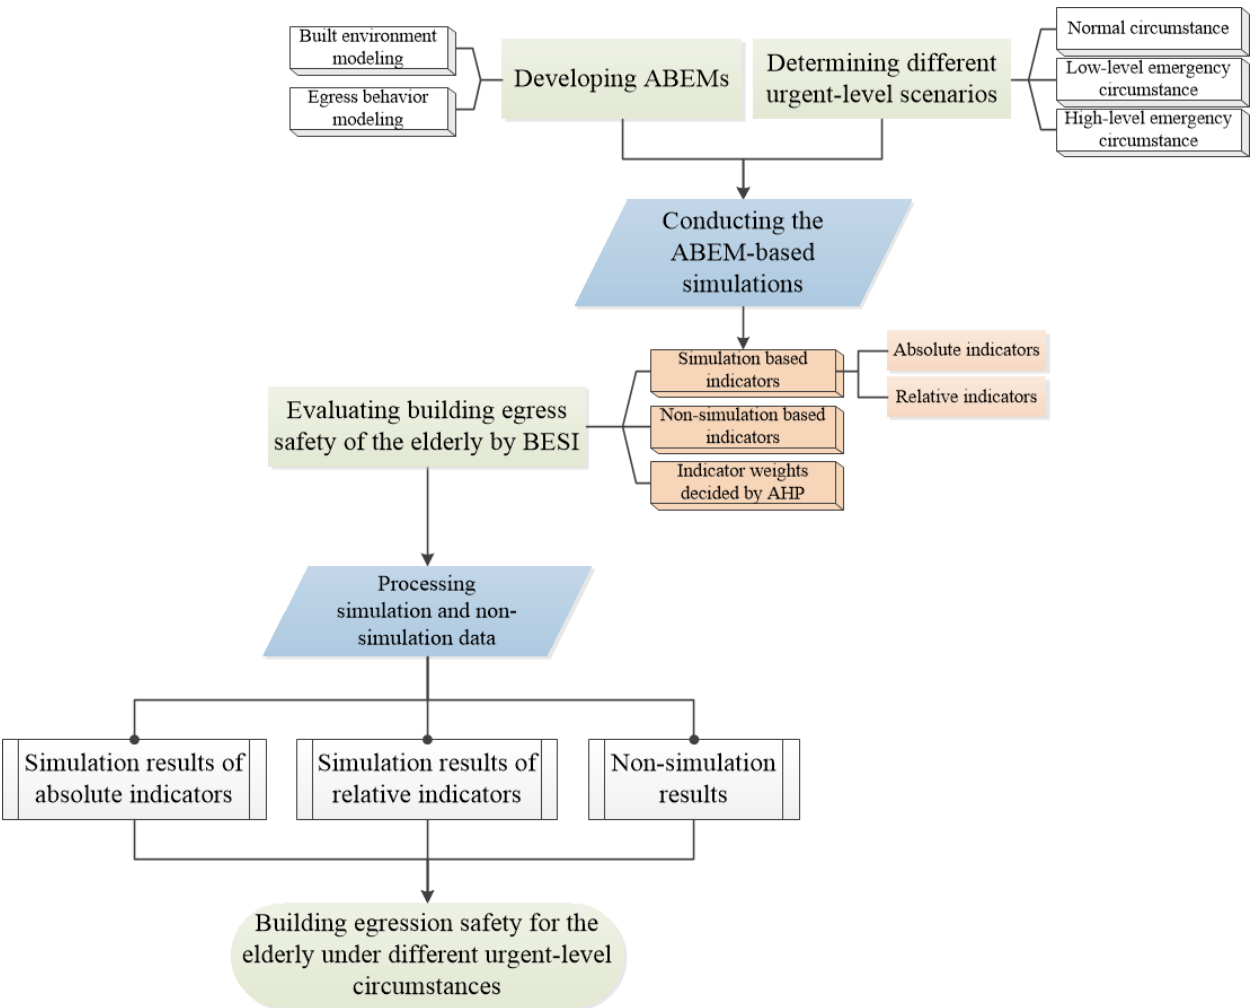 Built environment
modeling
Egress behavior
modeling
Developing ABEMs
Determining different
urgent-level scenarios
Normal circumstance
Low-level emergency
circumstance
High-level emergency
circumstance
Conducting the
ABEM-based
simulations
Simulation based
indicators
Absolute indicators
Relative indicators
Evaluating building egress
safety of the elderly by BESI
Non-simulation based
indicators
Indicator weights
decided by AHP
Processing
simulation and non-
simulation data
Simulation results of
absolute indicators
Simulation results of
relative indicators
Non-simulation
results
Building egression safety for the
elderly under different urgent-level
circumstances